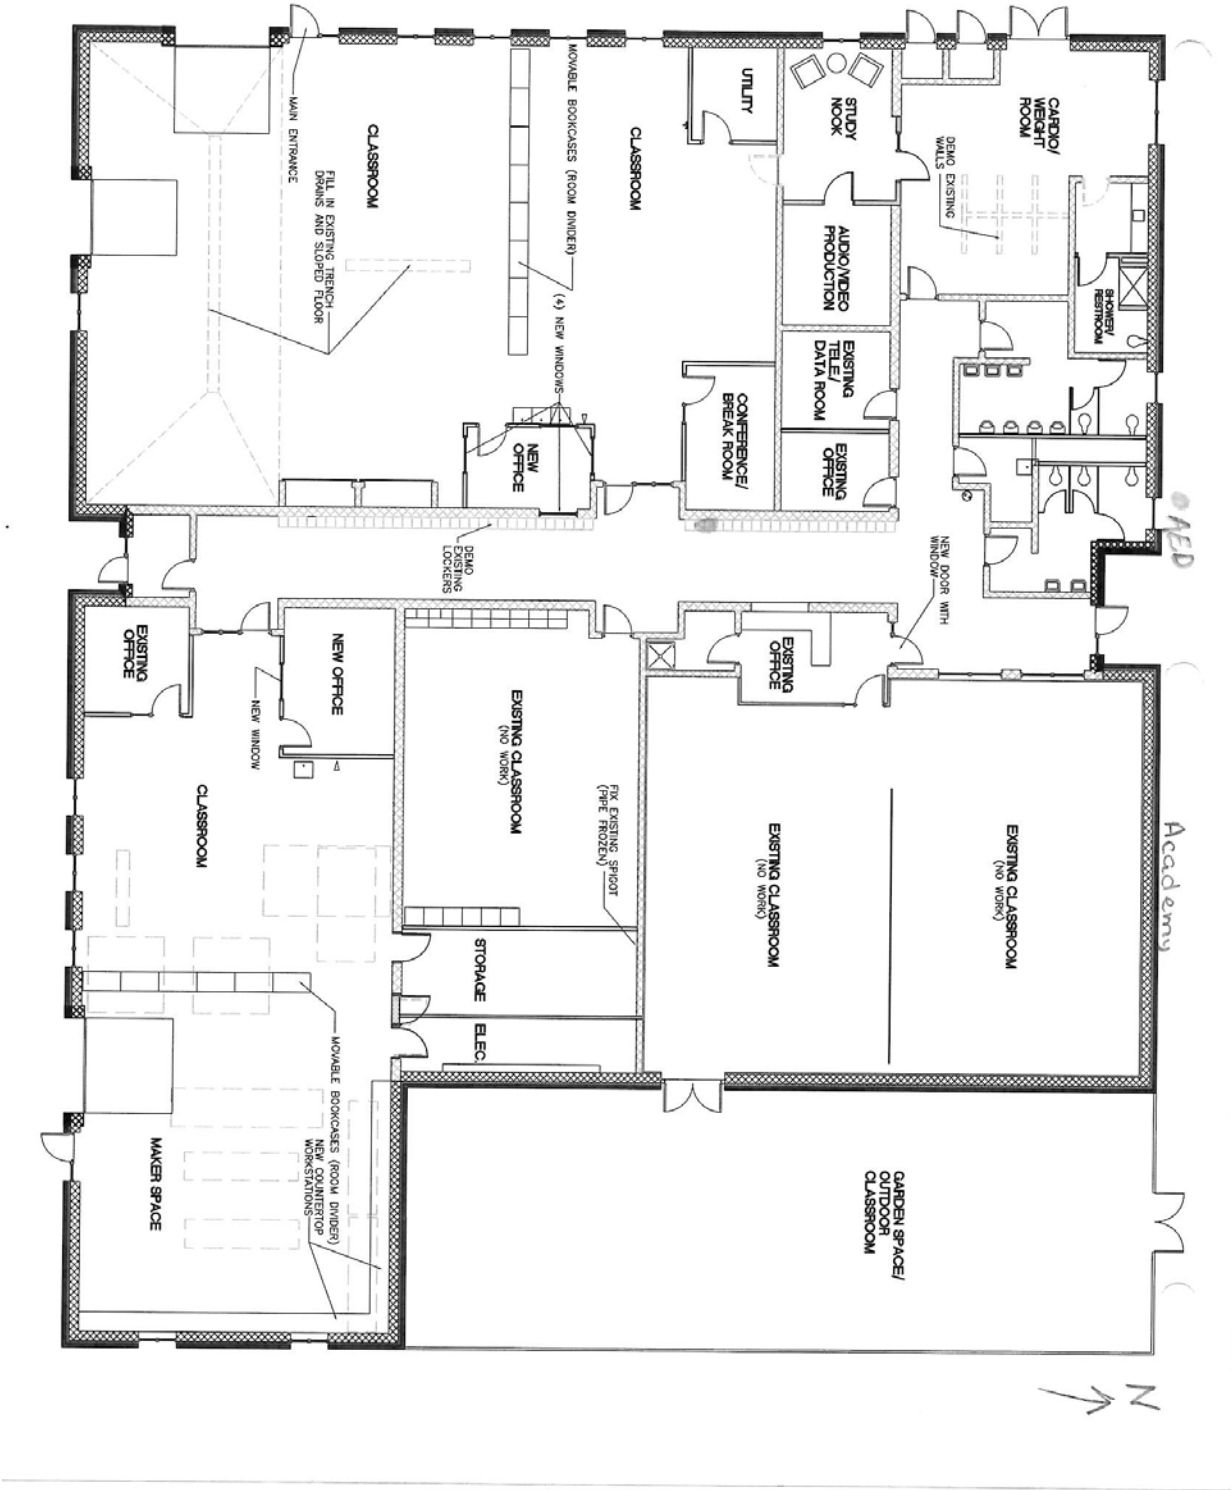 MAIN ENTRANCE
CLASSROOM
FILL IN EXISTING TRENCH
DRAINS AND SLOPED FLOOR
MOVABLE BOOKCASES (ROOM DIVIDER)
(4) NEW WINDOWS
CLASSROOM
UTILITY
STUDY
NOOK
CARDIO/
WEIGHT
ROOM
DEMO EXISTING
WALLS
AUDIO/VIDEO
PRODUCTION
SHOWER/
RESTROOM
EXISTING
TELE./
DATA ROOM
CONFERENCE/
BREAK ROOM
EXISTING
OFFICE
NEW
OFFICE
DEMO
EXISTING
LOCKERS
NEW DOOR WITH
WINDOW
AED
EXISTING
OFFICE
NEW OFFICE
NEW WINDOW
EXISTING
OFFICE
EXISTING CLASSROOM
(NO WORK)
FIX EXISTING SPIGOT
(PIPE FROZEN)
EXISTING CLASSROOM
(NO WORK)
EXISTING CLASSROOM
(NO WORK)
Academy
CLASSROOM
STORAGE
ELEC.
MOVABLE BOOKCASES (ROOM DIVIDER)
NEW COUNTERTOP
WORKSTATIONS
MAKER SPACE
GARDEN SPACE/
OUTDOOR
CLASSROOM
N